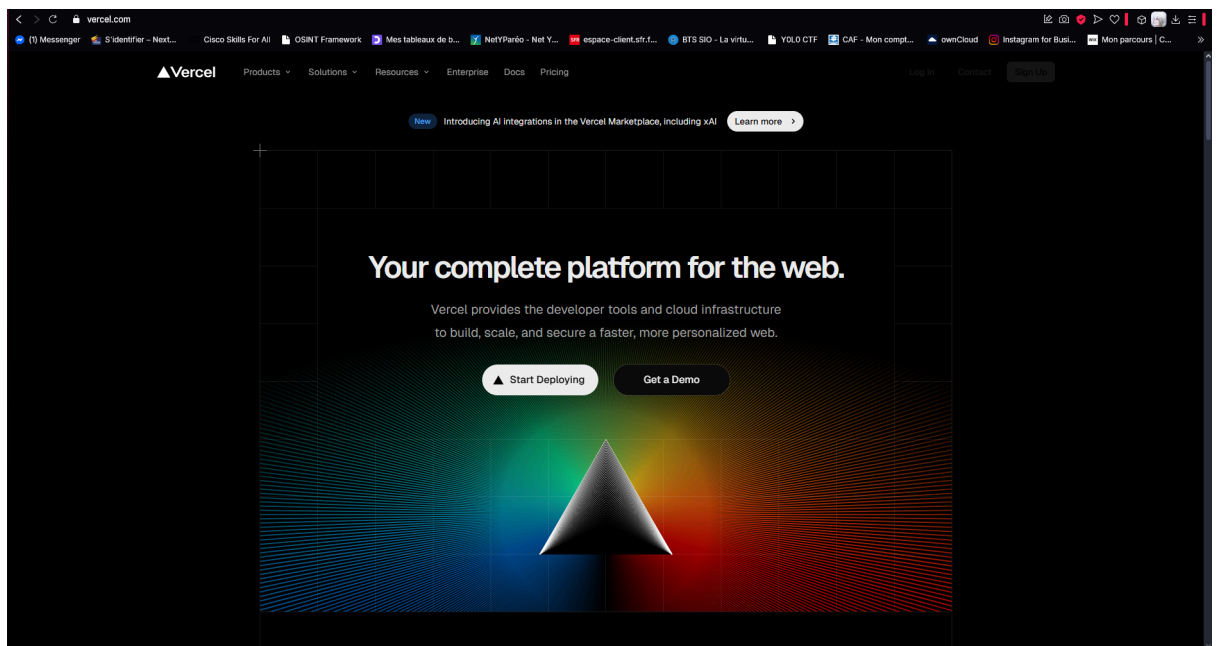 vercel.com
(1) Messenger S'identifier – Next... Cisco Skills For All OSINT Framework Mes tableaux de b... NetYParéo - Net Y... SFR espace-client.sfr.f... BTS SIO - La virtu... YOLO CTF CAF - Mon compt... ownCloud Instagram for Busi... WIX Mon parcours | C... »
Vercel Products Solutions Resources Enterprise Docs Pricing Log In Contact Sign Up
New Introducing AI integrations in the Vercel Marketplace, including xAI Learn more
Your complete platform for the web.
Vercel provides the developer tools and cloud infrastructure
to build, scale, and secure a faster, more personalized web.
Start Deploying Get a Demo